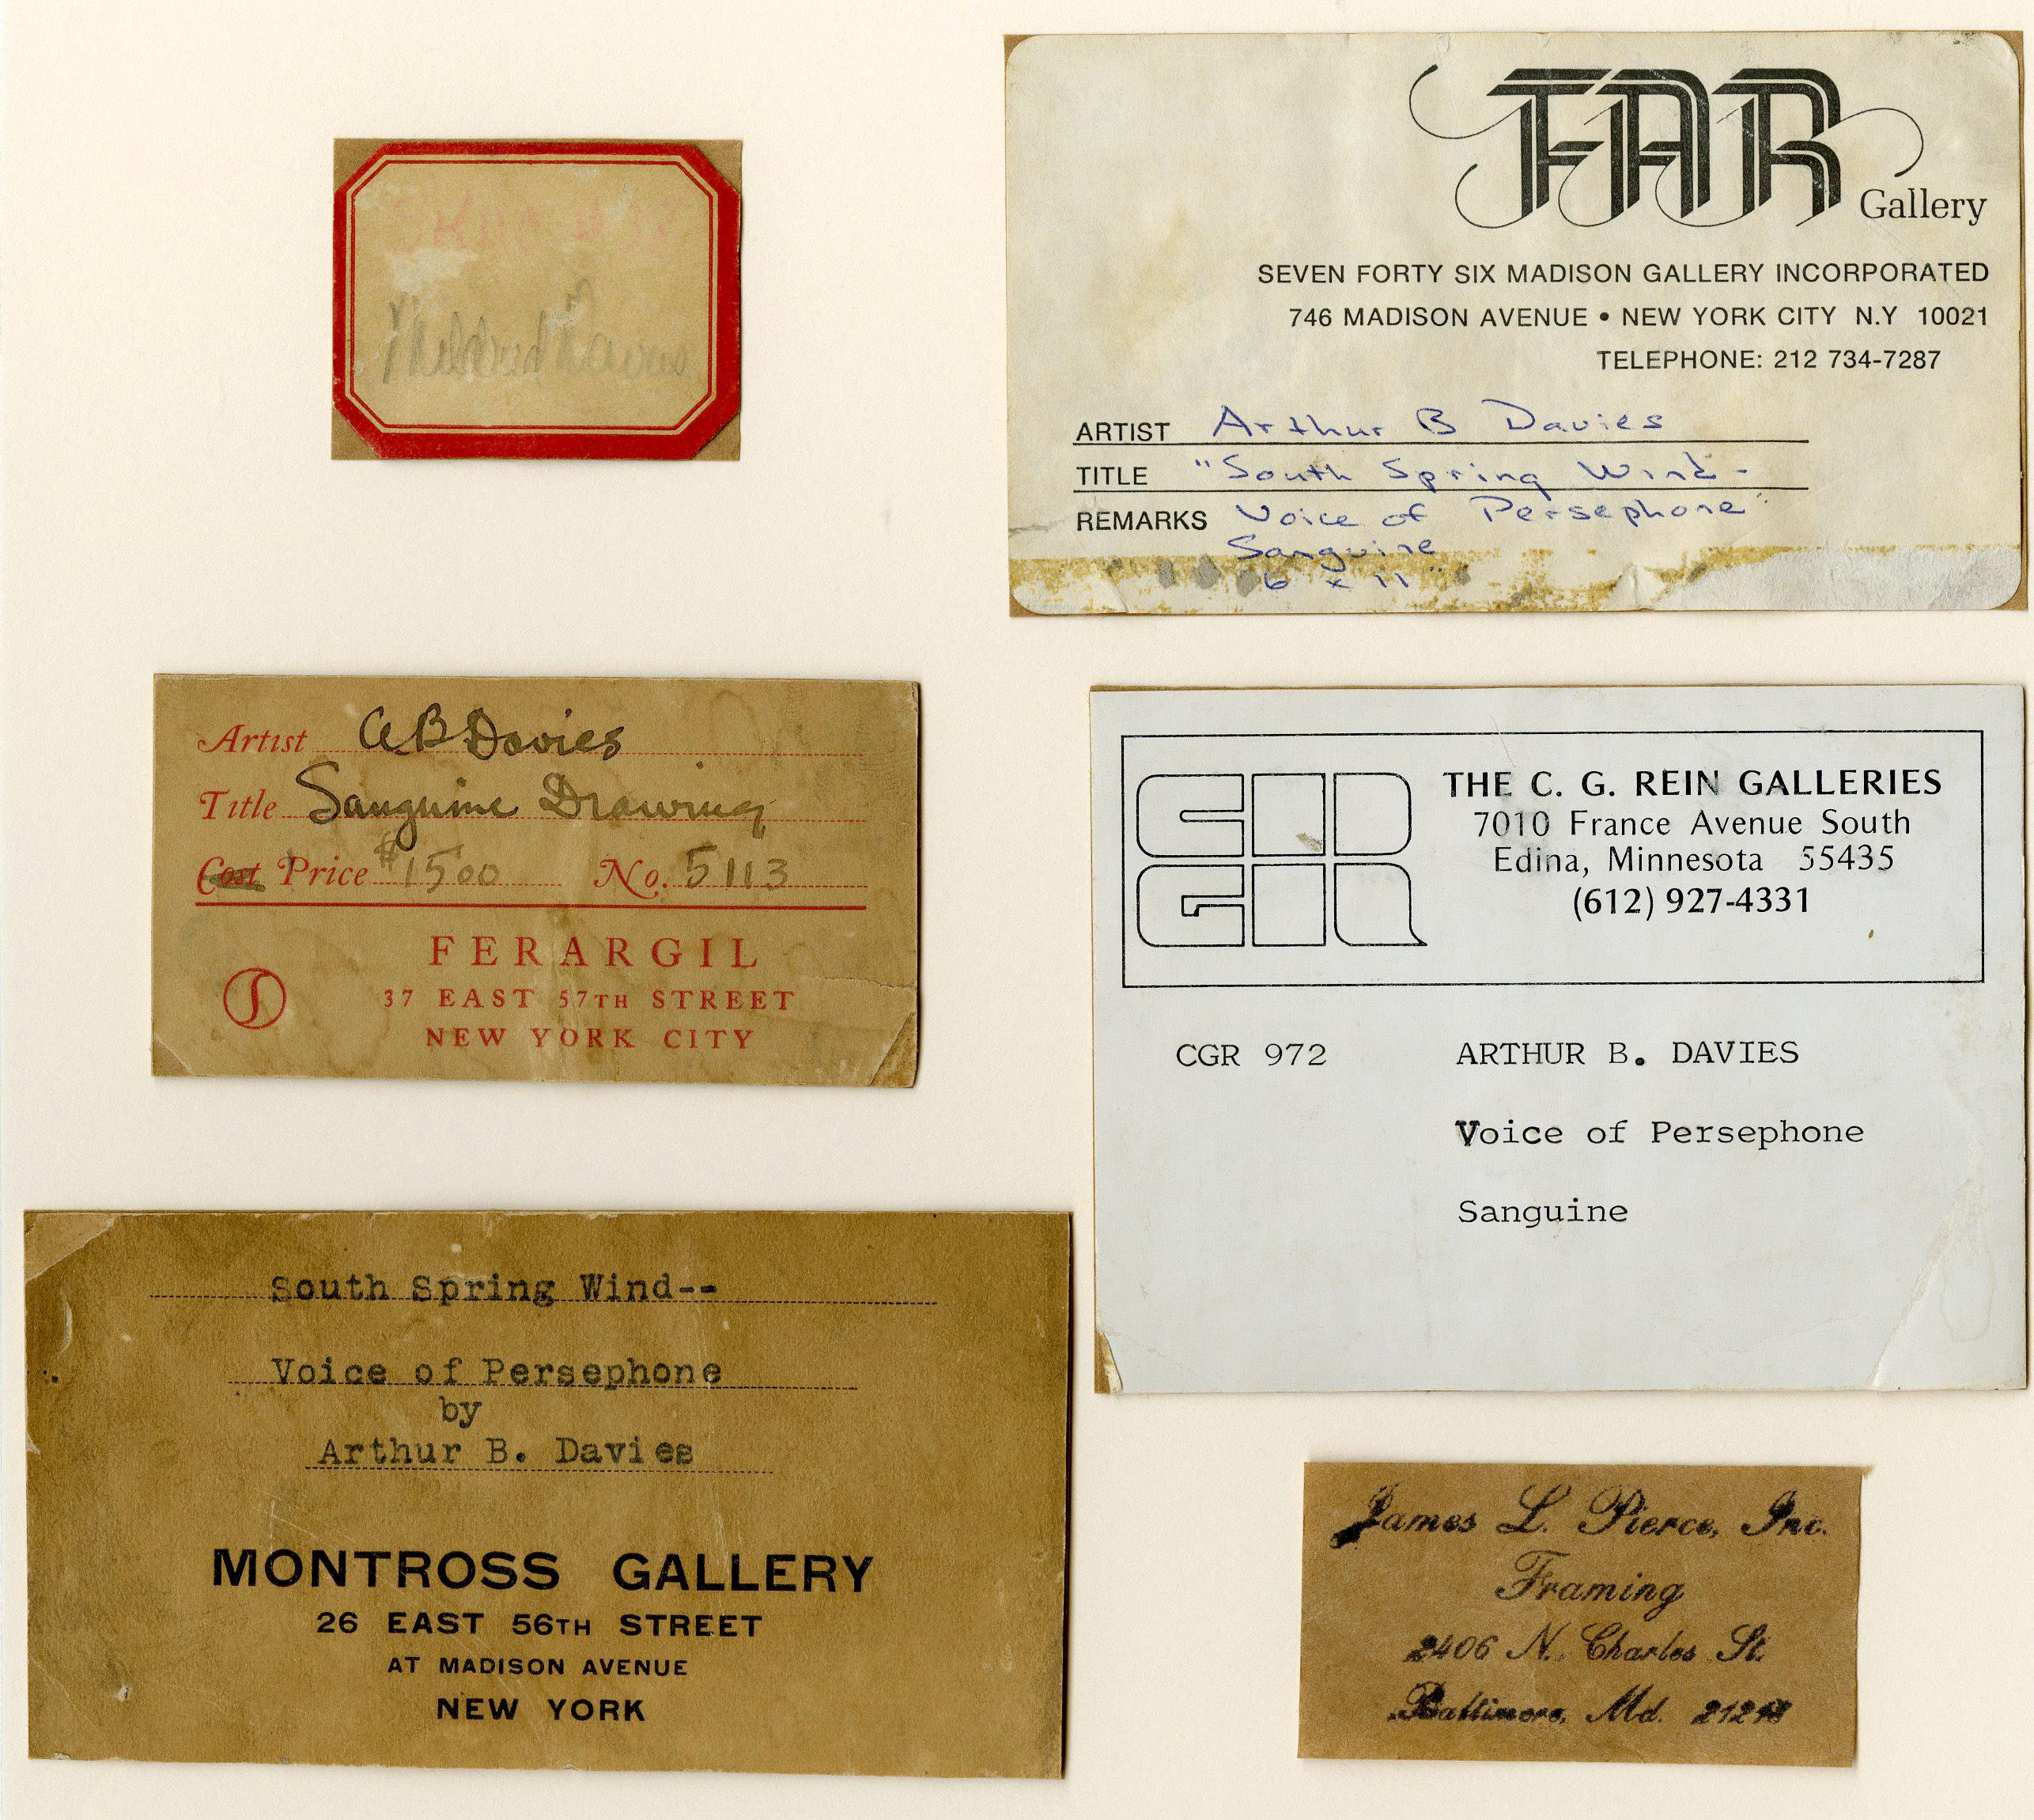 Mildred
FAR
Gallery
SEVEN FORTY SIX MADISON GALLERY INCORPORATED
746 MADISON AVENUE • NEW YORK CITY N.Y 10021
TELEPHONE: 212 734-7287
ARTIST Arthur B Davies
TITLE "South Spring Wind-
REMARKS Voice of Persephone"
Sanguine
6 x 11"
Artist A B Davies
Title Sanguine Drawing
Cost Price $1500 No. 5113
FERARGIL
37 EAST 57TH STREET
NEW YORK CITY
THE C. G. REIN GALLERIES
7010 France Avenue South
Edina, Minnesota 55435
(612) 927-4331
CGR 972 ARTHUR B. DAVIES
Voice of Persephone
Sanguine
South Spring Wind--
Voice of Persephone
by
Arthur B. Davies
MONTROSS GALLERY
26 EAST 56TH STREET
AT MADISON AVENUE
NEW YORK
James L. Pierce, Inc.
Framing
2406 N. Charles St.
Baltimore, Md. 21218